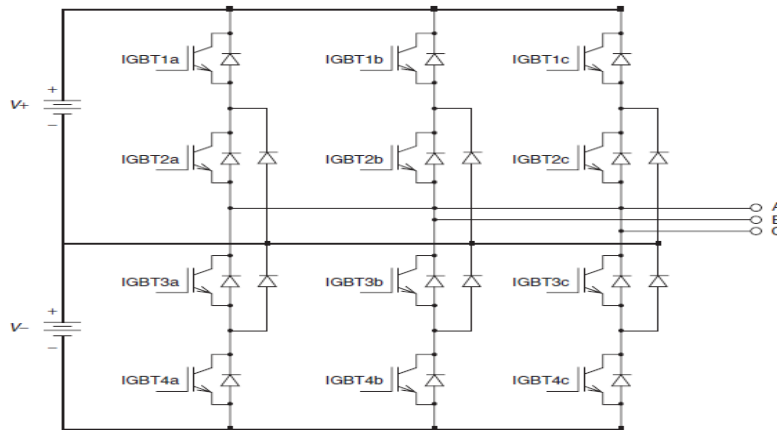 IGBT1a IGBT1b IGBT1c
+
V+
−
IGBT2a IGBT2b IGBT2c
A
B
C
IGBT3a IGBT3b IGBT3c
+
V−
−
IGBT4a IGBT4b IGBT4c